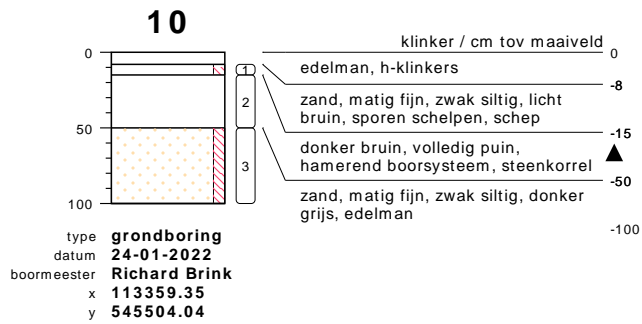 10
klinker / cm tov maaiveld
0
0
edelman, h-klinkers
1
-8
zand, matig fijn, zwak siltig, licht
bruin, sporen schelpen, schep
2
-15
50
donker bruin, volledig puin,
hamerend boorsysteem, steenkorrel
3
-50
zand, matig fijn, zwak siltig, donker
grijs, edelman
100
-100
type grondboring
datum 24-01-2022
boormeester Richard Brink
x 113359.35
y 545504.04